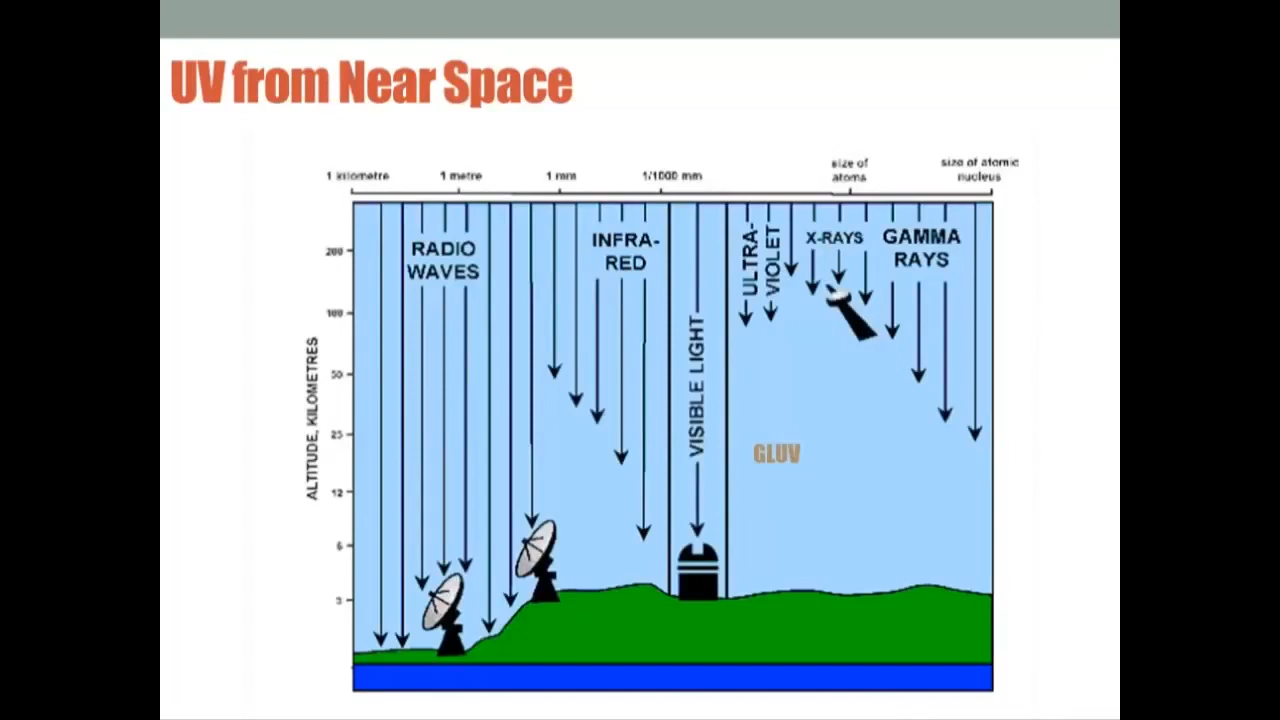 UV from Near Space
1 kilometre 1 metre 1 mm 1/1000 mm size of atoms size of atomic nucleus
RADIO
WAVES
INFRA-
RED
VISIBLE LIGHT
ULTRA-
VIOLET
X-RAYS
GAMMA
RAYS
GLUV
ALTITUDE, KILOMETRES
200
100
50
25
12
6
3